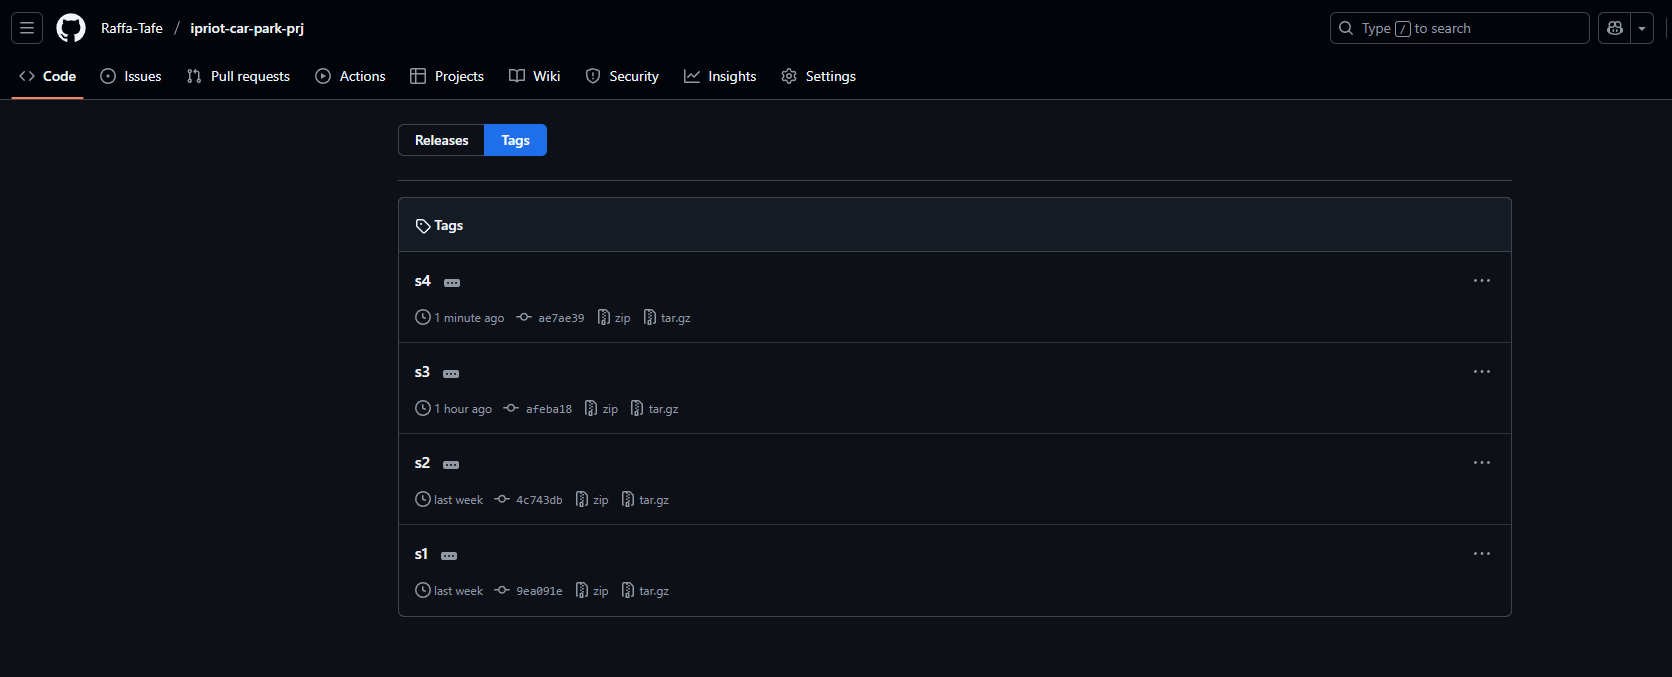 Raffa-Tafe / ipriot-car-park-prj
Type / to search
Code Issues Pull requests Actions Projects Wiki Security Insights Settings
Releases Tags
Tags
s4
1 minute ago ae7ae39 zip tar.gz
s3
1 hour ago afeba18 zip tar.gz
s2
last week 4c743db zip tar.gz
s1
last week 9ea091e zip tar.gz